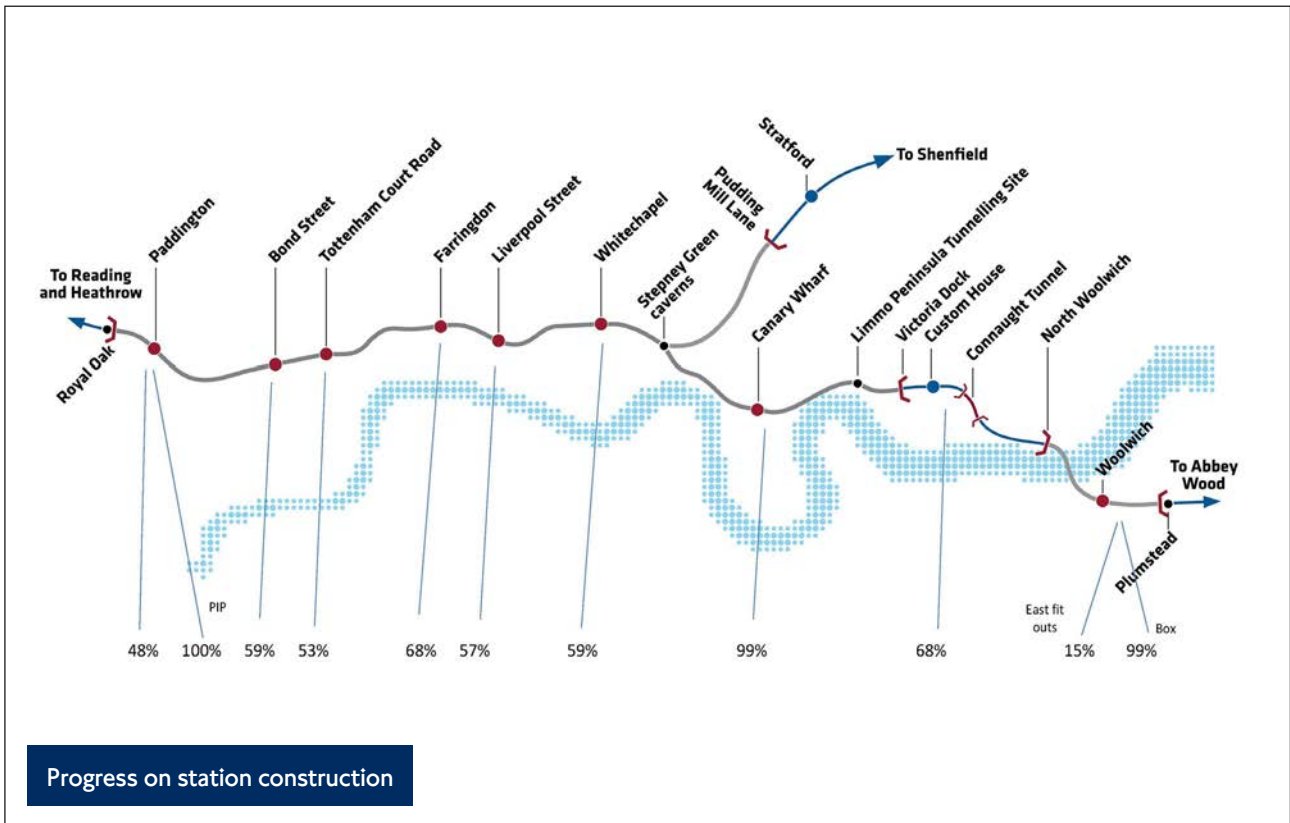 To Reading
and Heathrow
Royal Oak
Paddington
Bond Street
Tottenham Court Road
Farringdon
Liverpool Street
Whitechapel
Stepney Green
caverns
Pudding
Mill Lane
Stratford
To Shenfield
Canary Wharf
Limmo Peninsula Tunnelling Site
Victoria Dock
Custom House
Connaught Tunnel
North Woolwich
Woolwich
To Abbey
Wood
Plumstead
PIP
East fit
outs
Box
48%
100%
59%
53%
68%
57%
59%
99%
68%
15%
99%
Progress on station construction